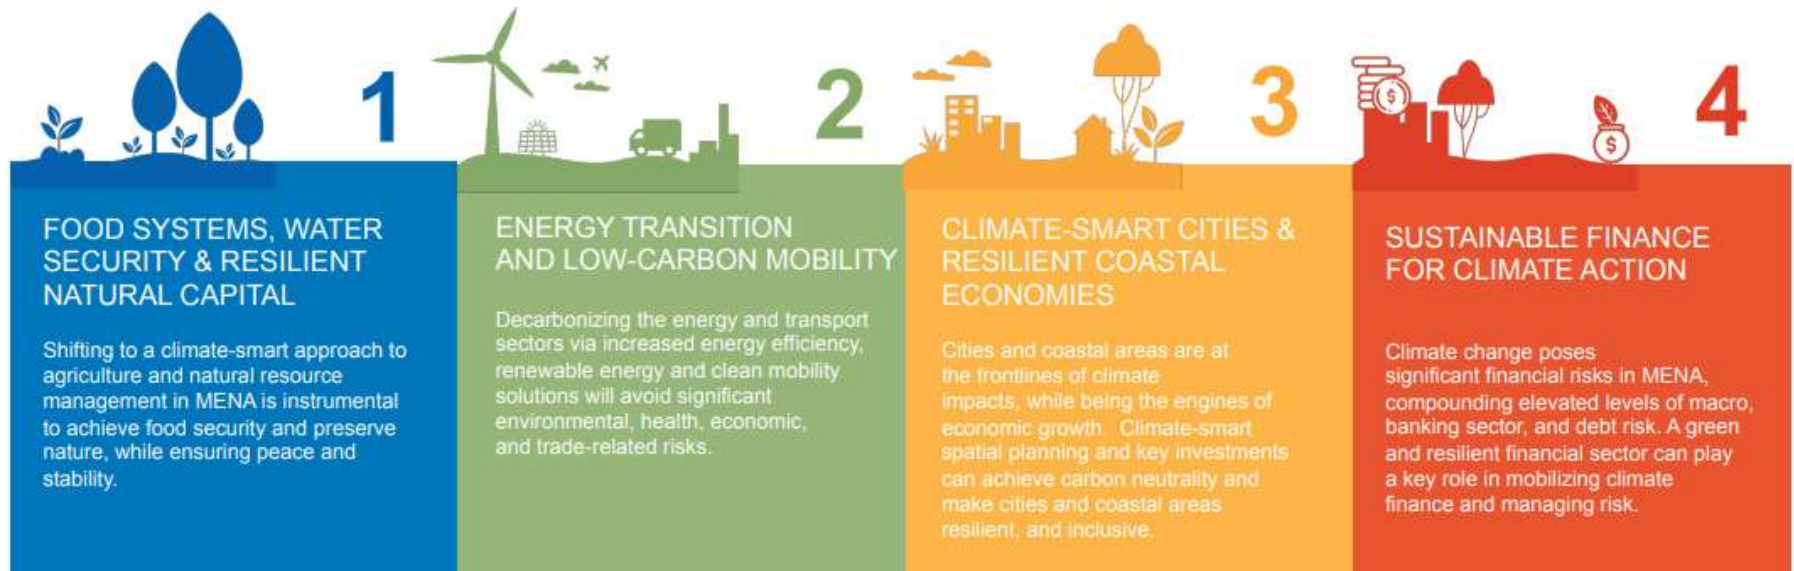 1
FOOD SYSTEMS, WATER
SECURITY & RESILIENT
NATURAL CAPITAL
Shifting to a climate-smart approach to
agriculture and natural resource
management in MENA is instrumental
to achieve food security and preserve
nature, while ensuring peace and
stability.
2
ENERGY TRANSITION
AND LOW-CARBON MOBILITY
Decarbonizing the energy and transport
sectors via increased energy efficiency,
renewable energy and clean mobility
solutions will avoid significant
environmental, health, economic,
and trade-related risks.
3
CLIMATE-SMART CITIES &
RESILIENT COASTAL
ECONOMIES
Cities and coastal areas are at
the frontlines of climate
impacts, while being the engines of
economic growth. Climate-smart
spatial planning and key investments
can achieve carbon neutrality and
make cities and coastal areas
resilient, and inclusive.
$
$
4
SUSTAINABLE FINANCE
FOR CLIMATE ACTION
Climate change poses
significant financial risks in MENA,
compounding elevated levels of macro,
banking sector, and debt risk. A green
and resilient financial sector can play
a key role in mobilizing climate
finance and managing risk.